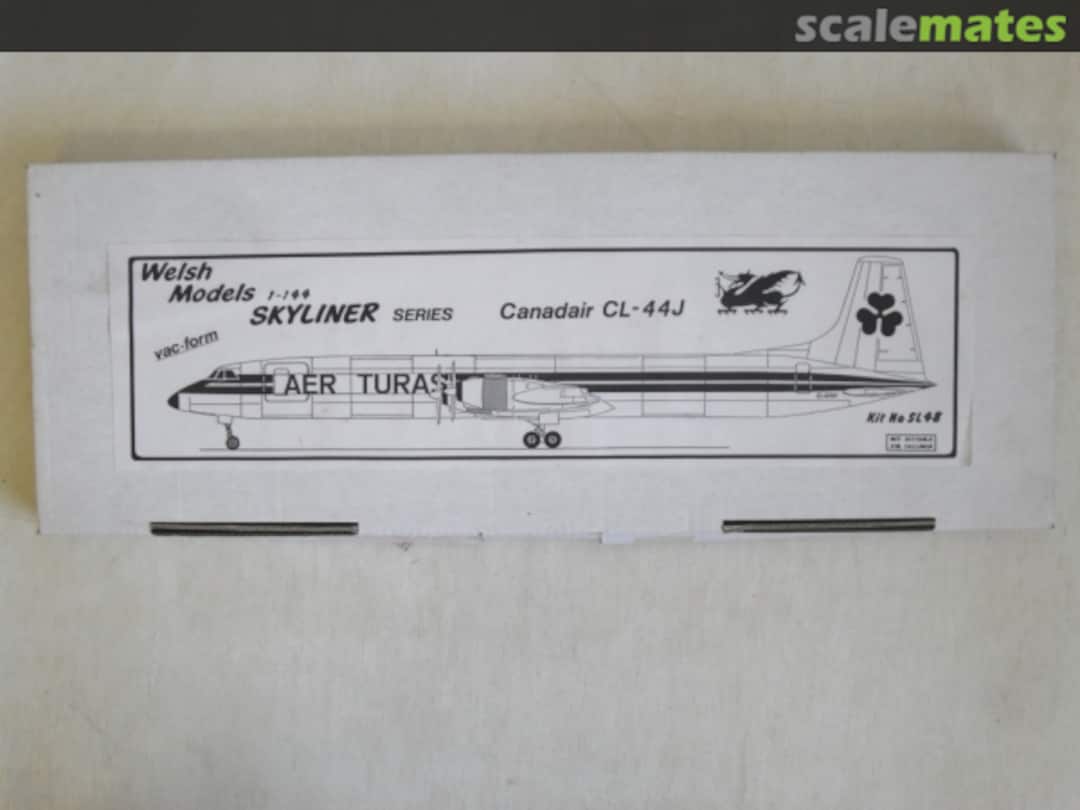 scalemates
Welsh
Models 1-144
SKYLINER SERIES
Canadair CL-44J
vac-form
AER TURAS
Kit No SL48